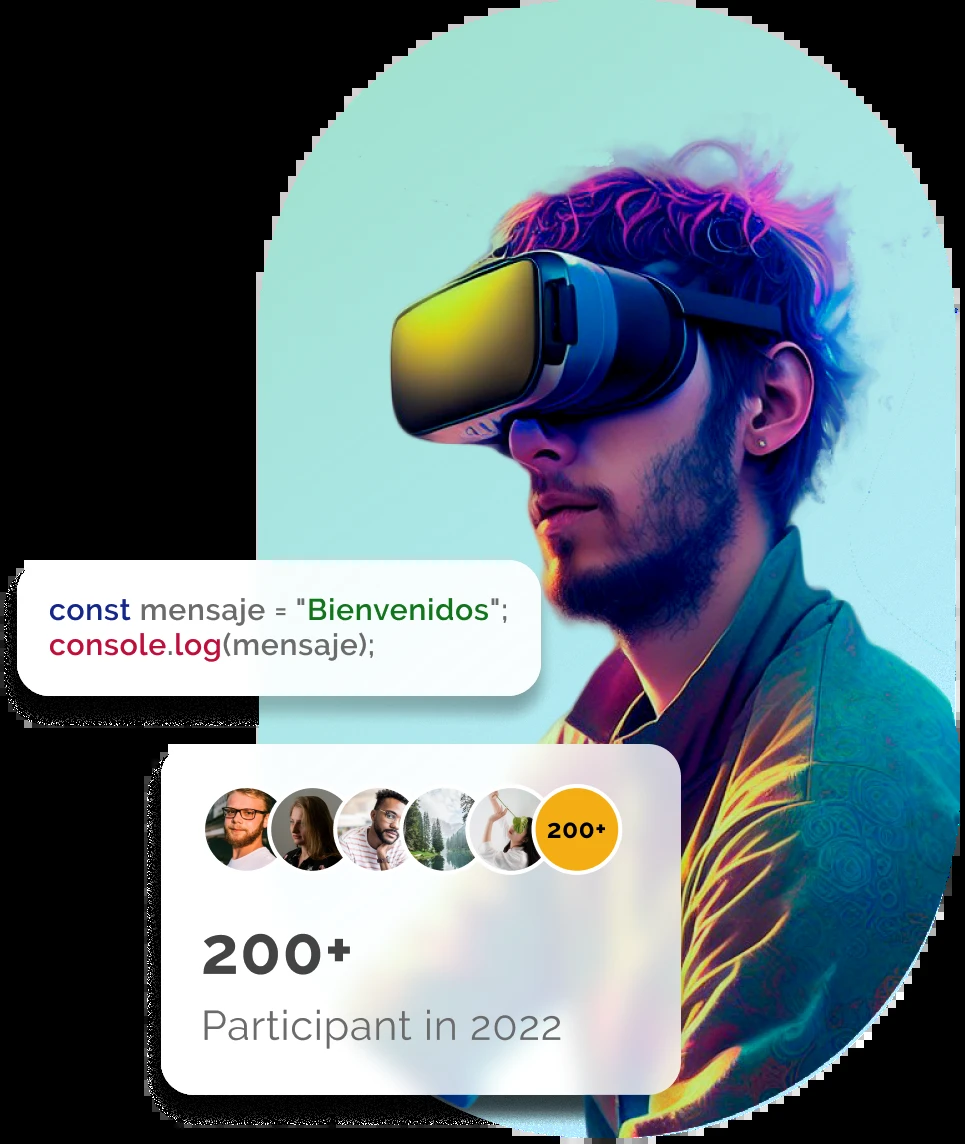 const mensaje = "Bienvenidos";
console.log(mensaje);
200+
200+
Participant in 2022